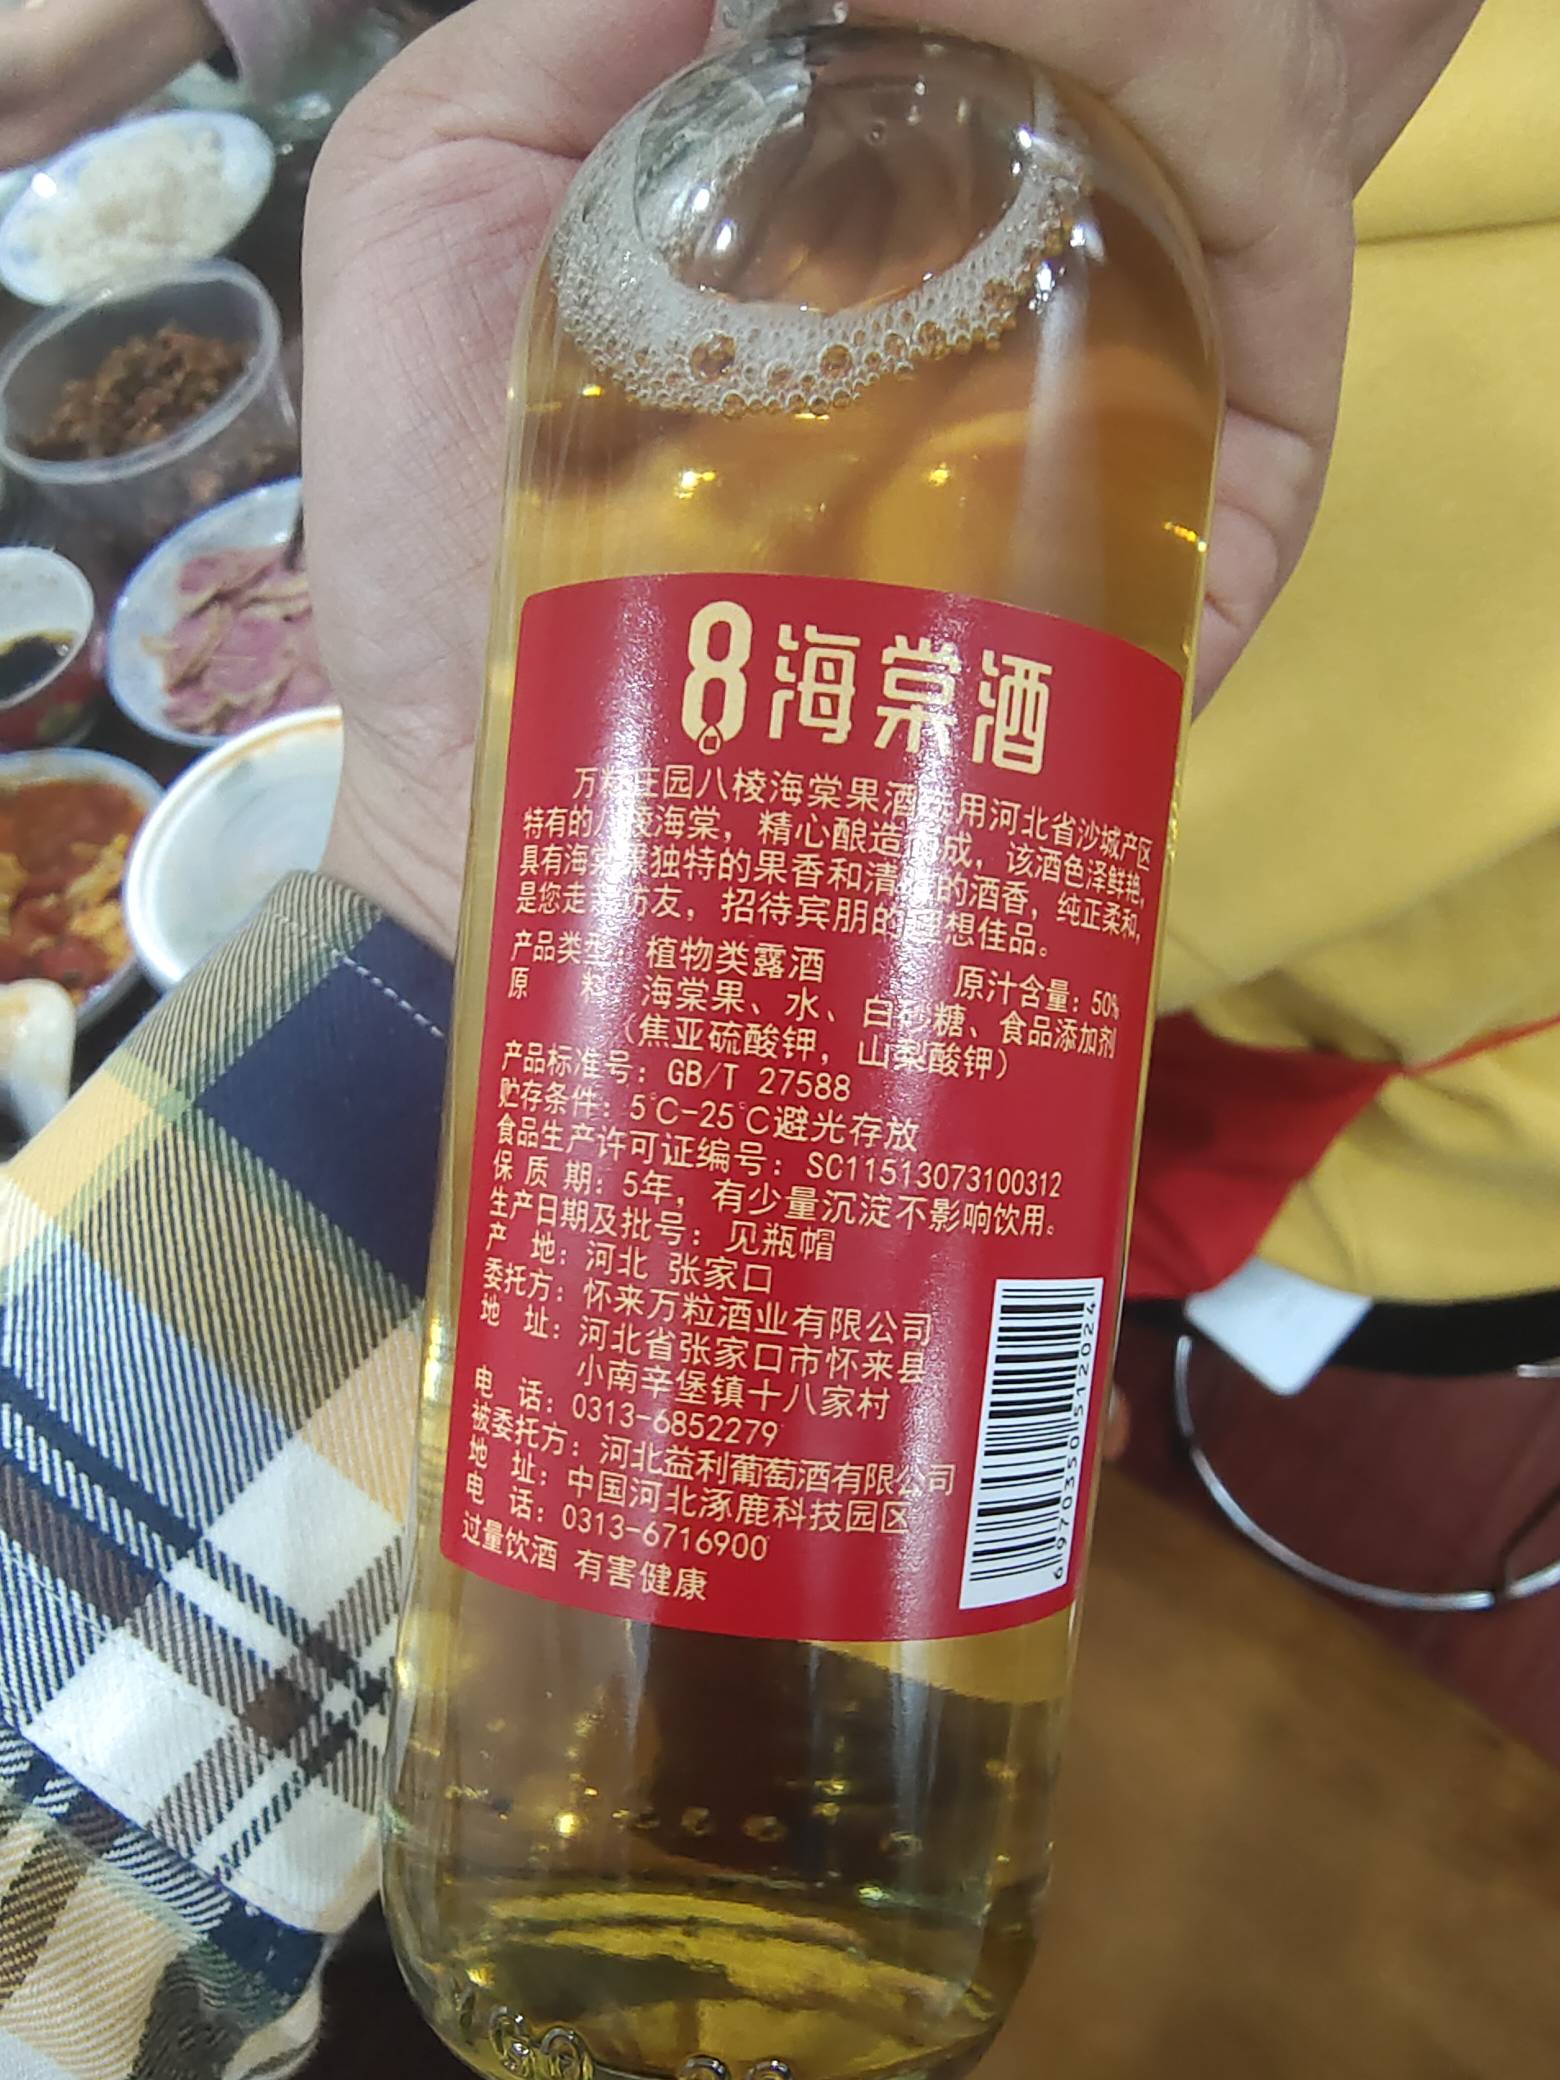 8海棠酒
万粒庄园八棱海棠果酒选用河北省沙城产区
特有的八棱海棠，精心酿造而成，该酒色泽鲜艳，
具有海棠果独特的果香和清 的酒香，纯正柔和，
是您走亲访友，招待宾朋的理想佳品。
产品类型：植物类露酒 原汁含量：50%
原 料：海棠果、水、白砂糖、食品添加剂
（焦亚硫酸钾，山梨酸钾）
产品标准号：GB/T 27588
贮存条件：5℃-25℃避光存放
食品生产许可证编号：SC11513073100312
保 质 期：5年，有少量沉淀不影响饮用。
生产日期及批号：见瓶帽
产 地：河北 张家口
委托方：怀来万粒酒业有限公司
地 址：河北省张家口市怀来县
小南辛堡镇十八家村
电 话：0313-6852279
被委托方：河北益利葡萄酒有限公司
地 址：中国河北涿鹿科技园区
电 话：0313-6716900
过量饮酒 有害健康
6970350512024